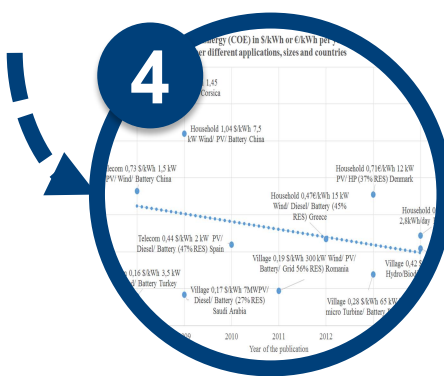 4
(COE) in $/kWh or €/kWh per
different applications, sizes and countries
1,45
Corsica
Household 1,04 $/kWh 7,5
kW Wind/ PV/ Battery China
0,73 $/kWh 1,5 kW
PV/ Wind/ Battery China
Household 0,71€/kWh 12 kW
PV/ HP (37% RES) Denmark
Household 0,47€/kWh 15 kW
Wind/ Diesel/ Battery (45%
RES) Greece
2,8kWh/day
Telecom 0,44 $/kWh 2 kW PV/
Diesel/ Battery (47% RES) Spain
Village 0,19 $/kWh 300 kW Wind/ PV/
Battery/ Grid 56% RES) Romania
Village 0,42
Hydro/
0,16 $/kWh 3,5 kW
Battery Turkey
Village 0,17 $/kWh 7MWPV/
Diesel/ Battery (27% RES)
Saudi Arabia
Village 0,28 $/kWh 65 kW
micro Turbine/ Battery
2010
2011
2012
Year of the publication